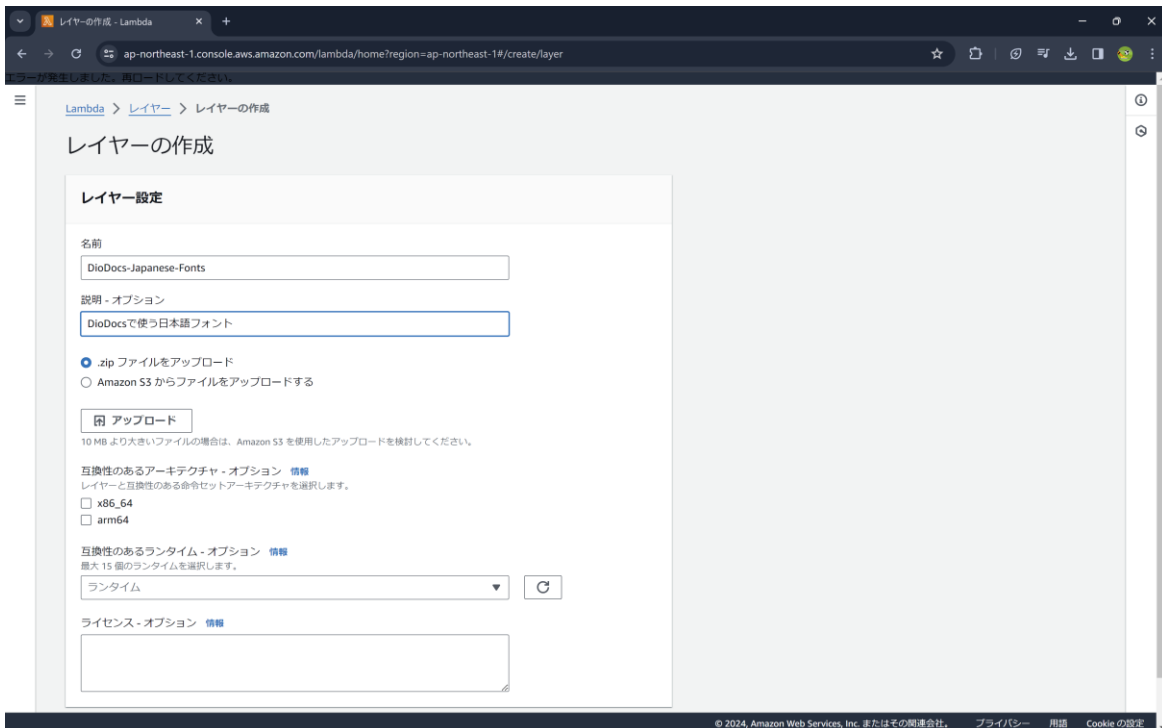 レイヤーの作成 - Lambda
ap-northeast-1.console.aws.amazon.com/lambda/home?region=ap-northeast-1#/create/layer
エラーが発生しました。再ロードしてください。
Lambda > レイヤー > レイヤーの作成
レイヤーの作成
レイヤー設定
名前
DioDocs-Japanese-Fonts
説明 - オプション
DioDocsで使う日本語フォント
.zip ファイルをアップロード
Amazon S3 からファイルをアップロードする
アップロード
10 MB より大きいファイルの場合は、Amazon S3 を使用したアップロードを検討してください。
互換性のあるアーキテクチャ - オプション 情報
レイヤーと互換性のある命令セットアーキテクチャを選択します。
x86_64
arm64
互換性のあるランタイム - オプション 情報
最大 15 個のランタイムを選択します。
ランタイム
ライセンス - オプション 情報
© 2024, Amazon Web Services, Inc. またはその関連会社。 プライバシー 用語 Cookie の設定